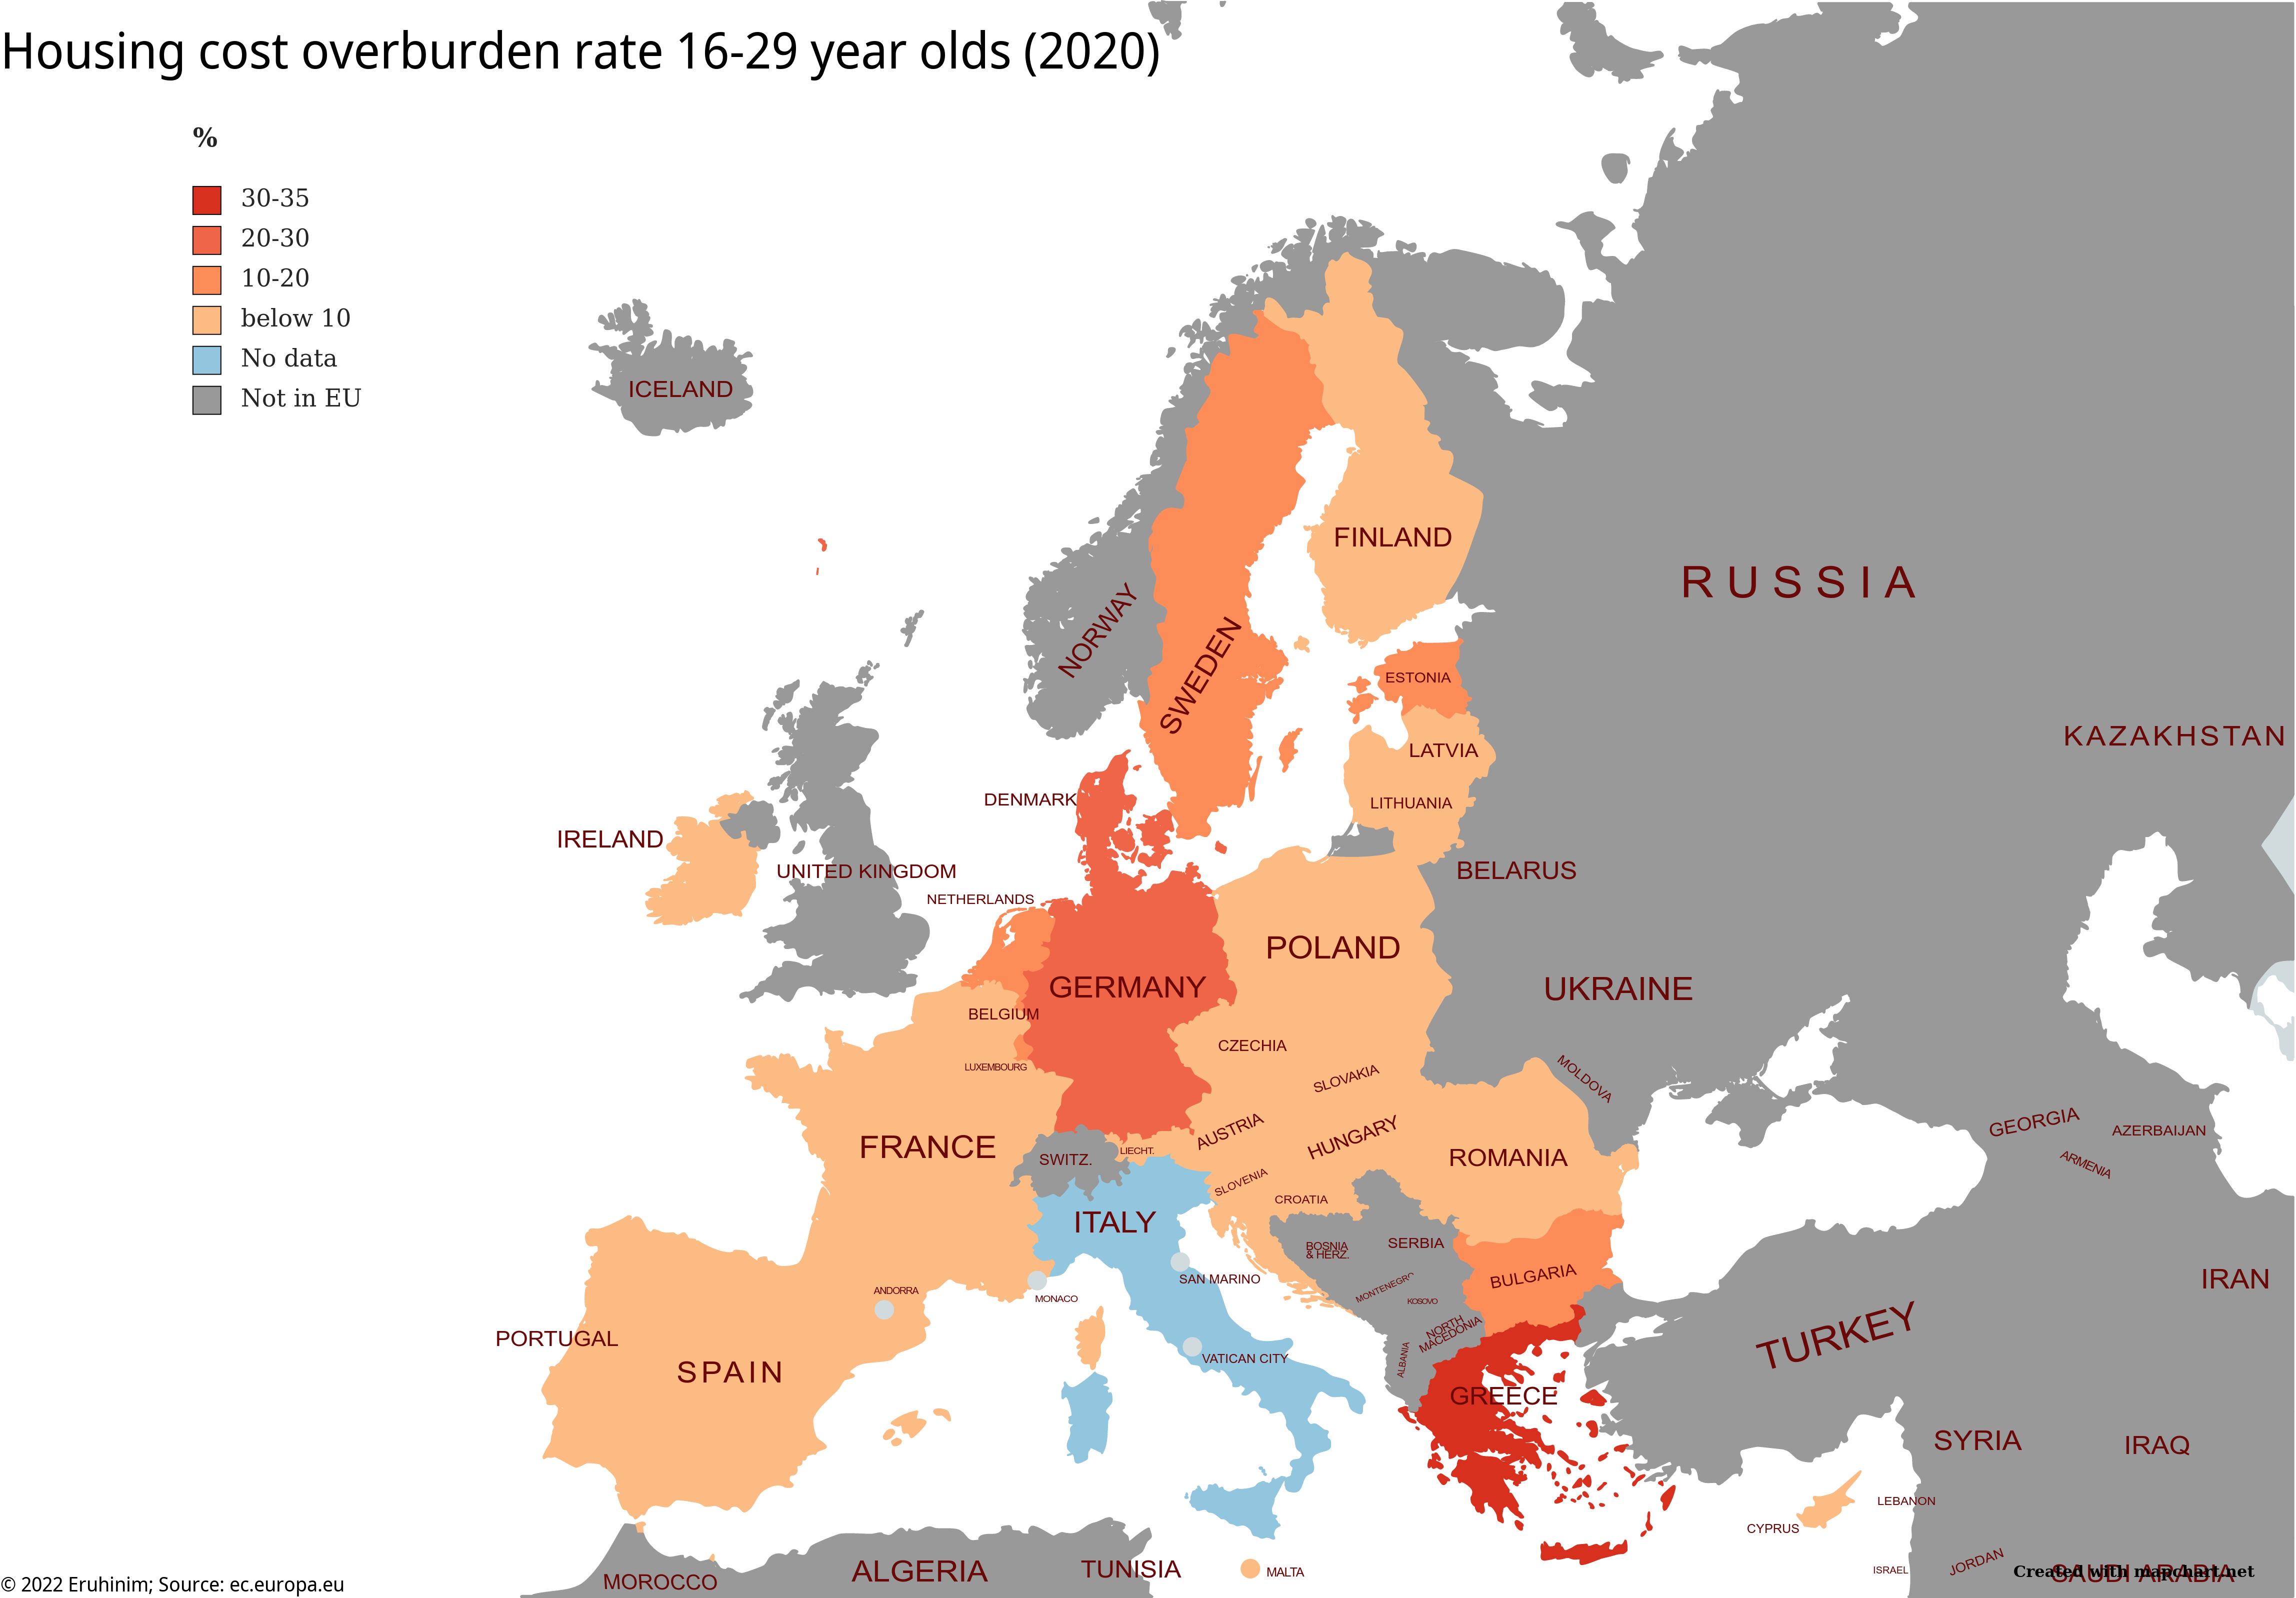 Housing cost overburden rate 16-29 year olds (2020)
%
30-35
20-30
10-20
below 10
No data
Not in EU
ICELAND
FINLAND
RUSSIA
NORWAY
SWEDEN
ESTONIA
KAZAKHSTAN
LATVIA
DENMARK
LITHUANIA
IRELAND
UNITED KINGDOM
BELARUS
NETHERLANDS
POLAND
GERMANY
UKRAINE
BELGIUM
CZECHIA
LUXEMBOURG
SLOVAKIA
MOLDOVA
GEORGIA
AZERBAIJAN
AUSTRIA
HUNGARY
FRANCE
LIECHT.
SWITZ.
ROMANIA
ARMENIA
SLOVENIA
CROATIA
ITALY
BOSNIA
& HERZ.
SERBIA
SAN MARINO
BULGARIA
IRAN
ANDORRA
MONACO
MONTENEGRO
KOSOVO
PORTUGAL
NORTH
MACEDONIA
TURKEY
VATICAN CITY
ALBANIA
SPAIN
GREECE
SYRIA
IRAQ
LEBANON
CYPRUS
ALGERIA
TUNISIA
MALTA
ISRAEL
JORDAN
SAUDI ARABIA
Created with mapchart.net
MOROCCO
© 2022 Eruhinim; Source: ec.europa.eu